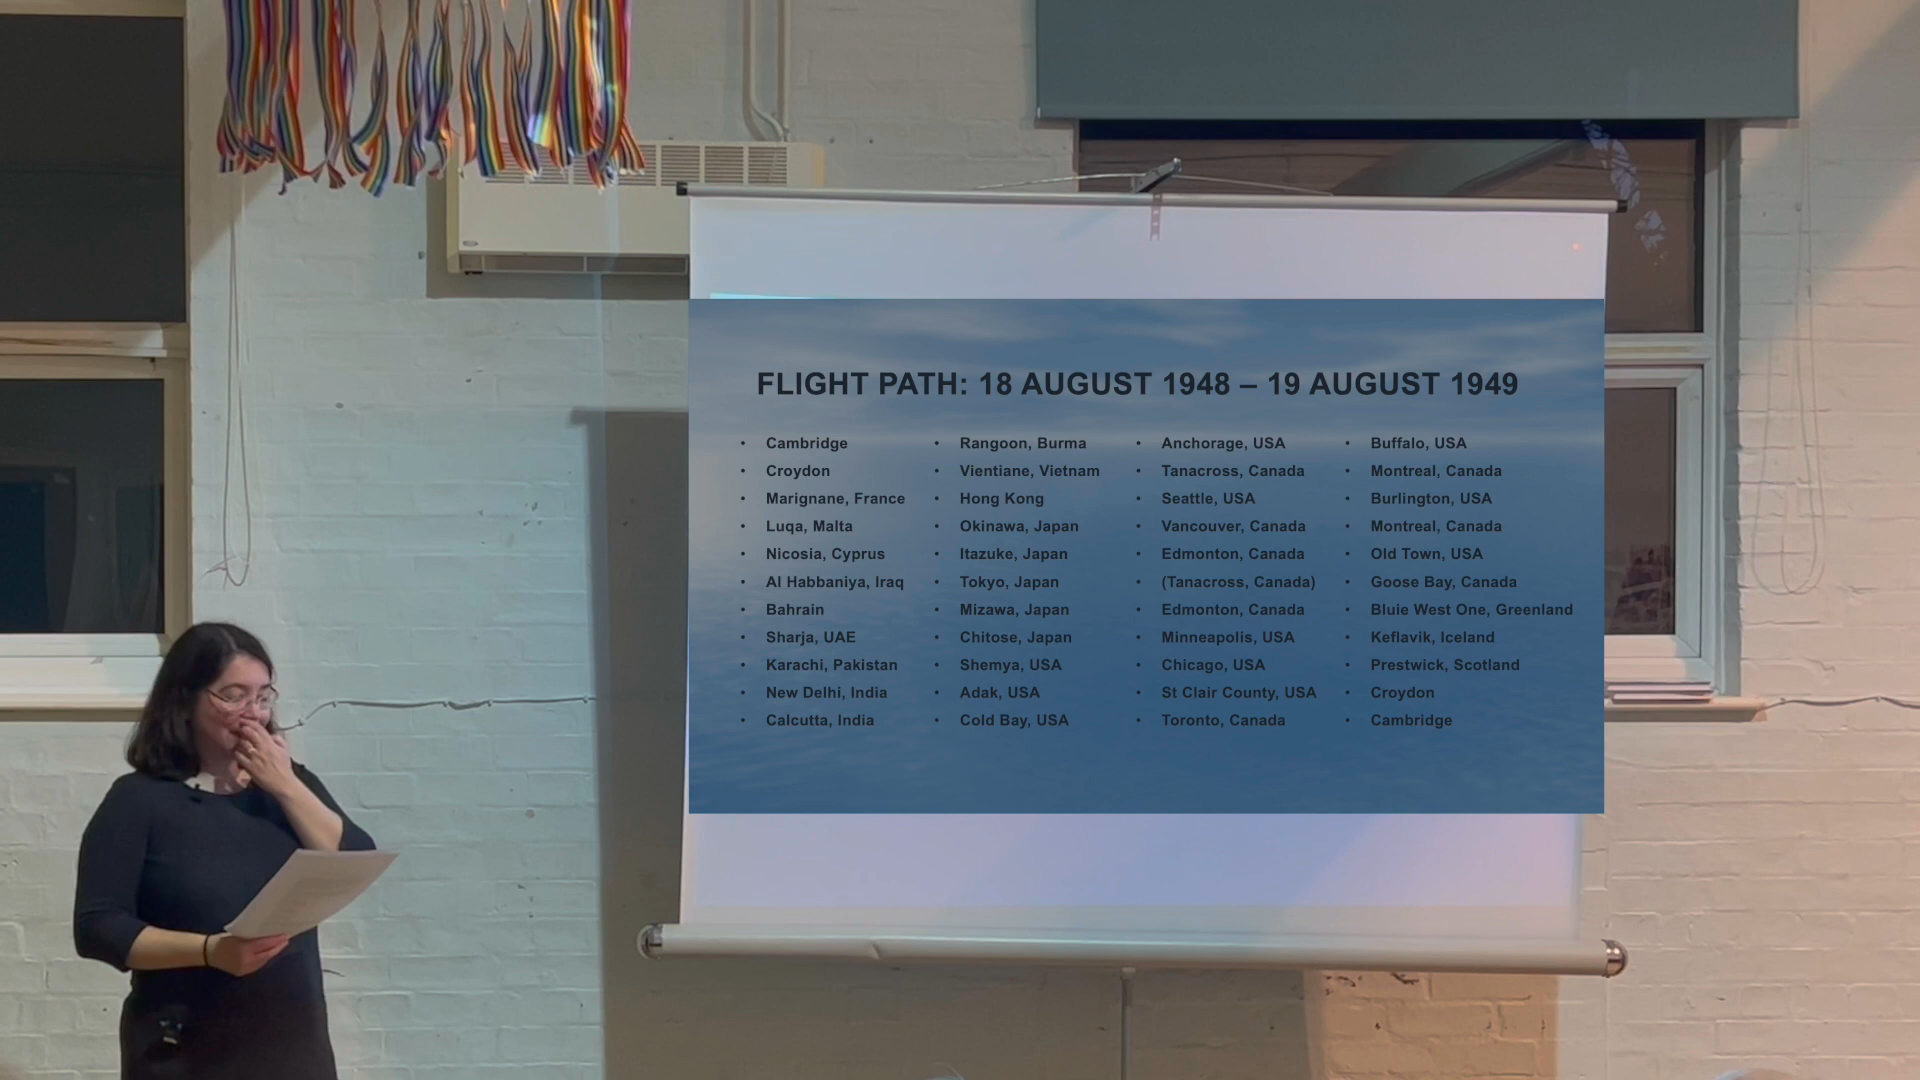 FLIGHT PATH: 18 AUGUST 1948 – 19 AUGUST 1949
• Cambridge
• Croydon
• Marignane, France
• Luqa, Malta
• Nicosia, Cyprus
• Al Habbaniya, Iraq
• Bahrain
• Sharja, UAE
• Karachi, Pakistan
• New Delhi, India
• Calcutta, India
• Rangoon, Burma
• Vientiane, Vietnam
• Hong Kong
• Okinawa, Japan
• Itazuke, Japan
• Tokyo, Japan
• Mizawa, Japan
• Chitose, Japan
• Shemya, USA
• Adak, USA
• Cold Bay, USA
• Anchorage, USA
• Tanacross, Canada
• Seattle, USA
• Vancouver, Canada
• Edmonton, Canada
• (Tanacross, Canada)
• Edmonton, Canada
• Minneapolis, USA
• Chicago, USA
• St Clair County, USA
• Toronto, Canada
• Buffalo, USA
• Montreal, Canada
• Burlington, USA
• Montreal, Canada
• Old Town, USA
• Goose Bay, Canada
• Bluie West One, Greenland
• Keflavik, Iceland
• Prestwick, Scotland
• Croydon
• Cambridge